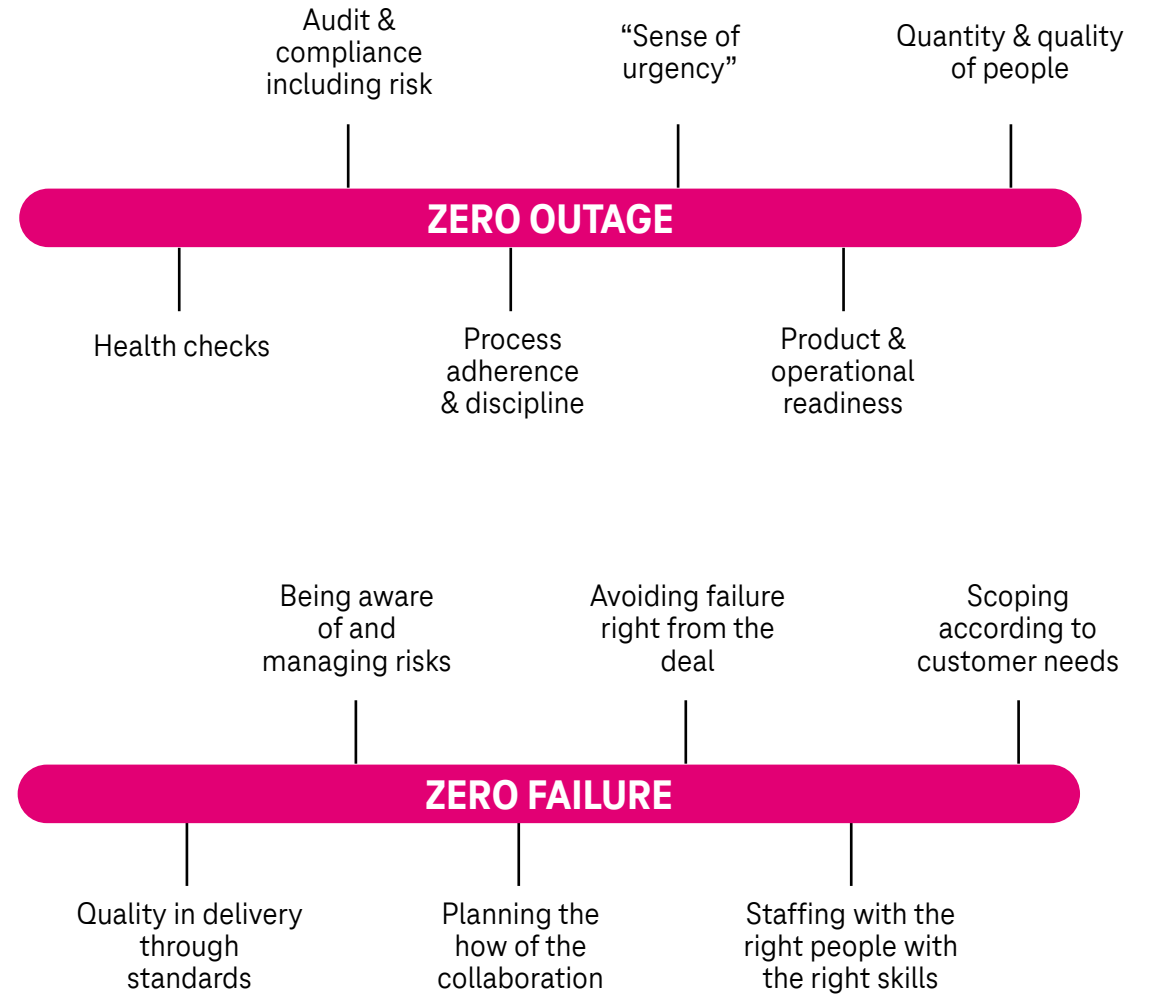 Audit &
compliance
including risk
“Sense of
urgency”
Quantity & quality
of people
ZERO OUTAGE
Health checks
Process
adherence
& discipline
Product &
operational
readiness
Being aware
of and
managing risks
Avoiding failure
right from the
deal
Scoping
according to
customer needs
ZERO FAILURE
Quality in delivery
through
standards
Planning the
how of the
collaboration
Staffing with the
right people with
the right skills